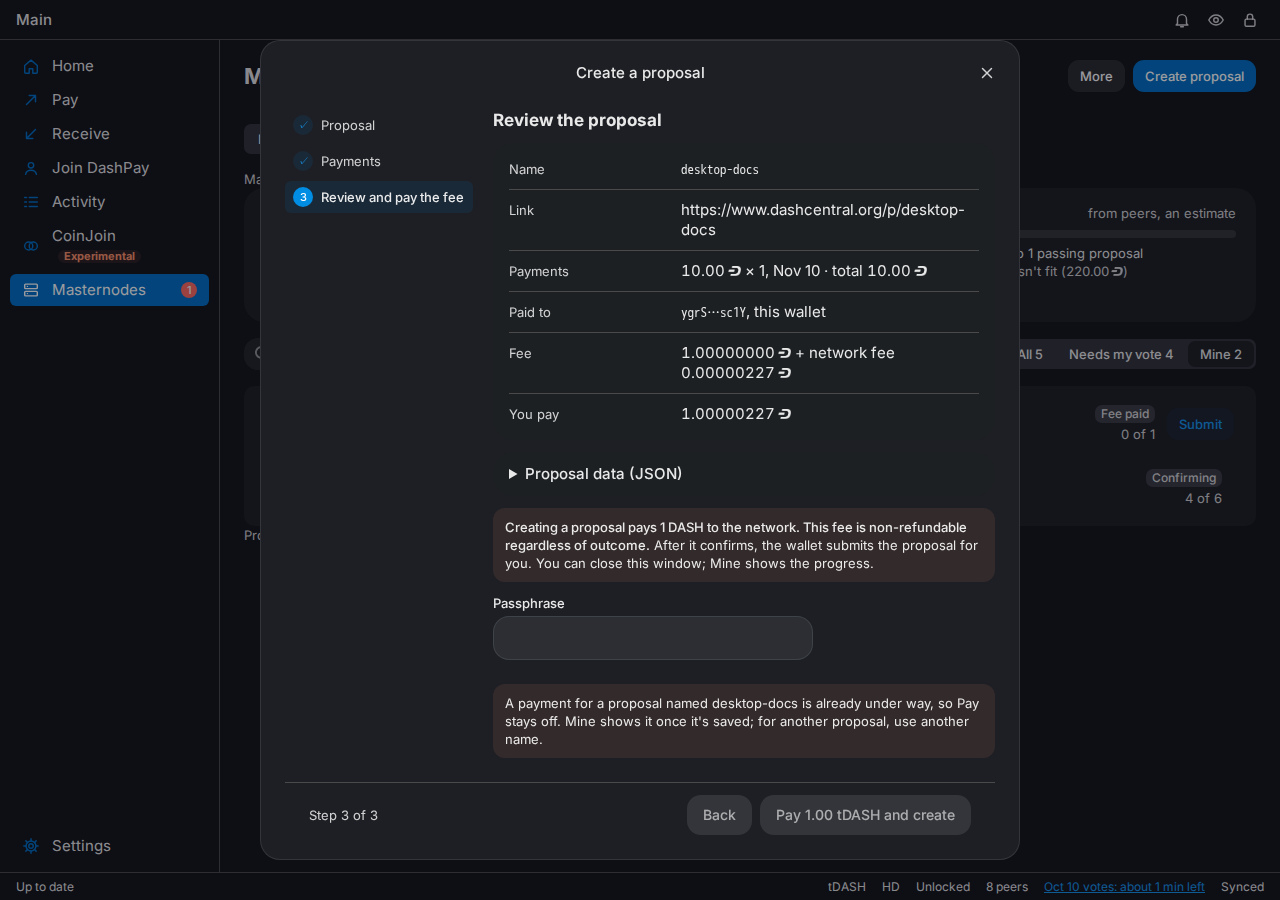 Main
Home
Pay
Receive
Join DashPay
Activity
CoinJoin
Experimental
Masternodes
1
Settings
More
Create proposal
from peers, an estimate
1 passing proposal
sn't fit (220.00)
All 5
Needs my vote 4
Mine 2
Fee paid
0 of 1
Submit
Confirming
4 of 6
Create a proposal
✓ Proposal
✓ Payments
3 Review and pay the fee
Review the proposal
Name desktop-docs
Link https://www.dashcentral.org/p/desktop-
docs
Payments 10.00 × 1, Nov 10 · total 10.00
Paid to ygrS…sc1Y, this wallet
Fee 1.00000000 + network fee
0.00000227
You pay 1.00000227
Proposal data (JSON)
Creating a proposal pays 1 DASH to the network. This fee is non-refundable
regardless of outcome. After it confirms, the wallet submits the proposal for
you. You can close this window; Mine shows the progress.
Passphrase
A payment for a proposal named desktop-docs is already under way, so Pay
stays off. Mine shows it once it's saved; for another proposal, use another
name.
Step 3 of 3
Back
Pay 1.00 tDASH and create
Up to date
tDASH
HD
Unlocked
8 peers
Oct 10 votes: about 1 min left
Synced